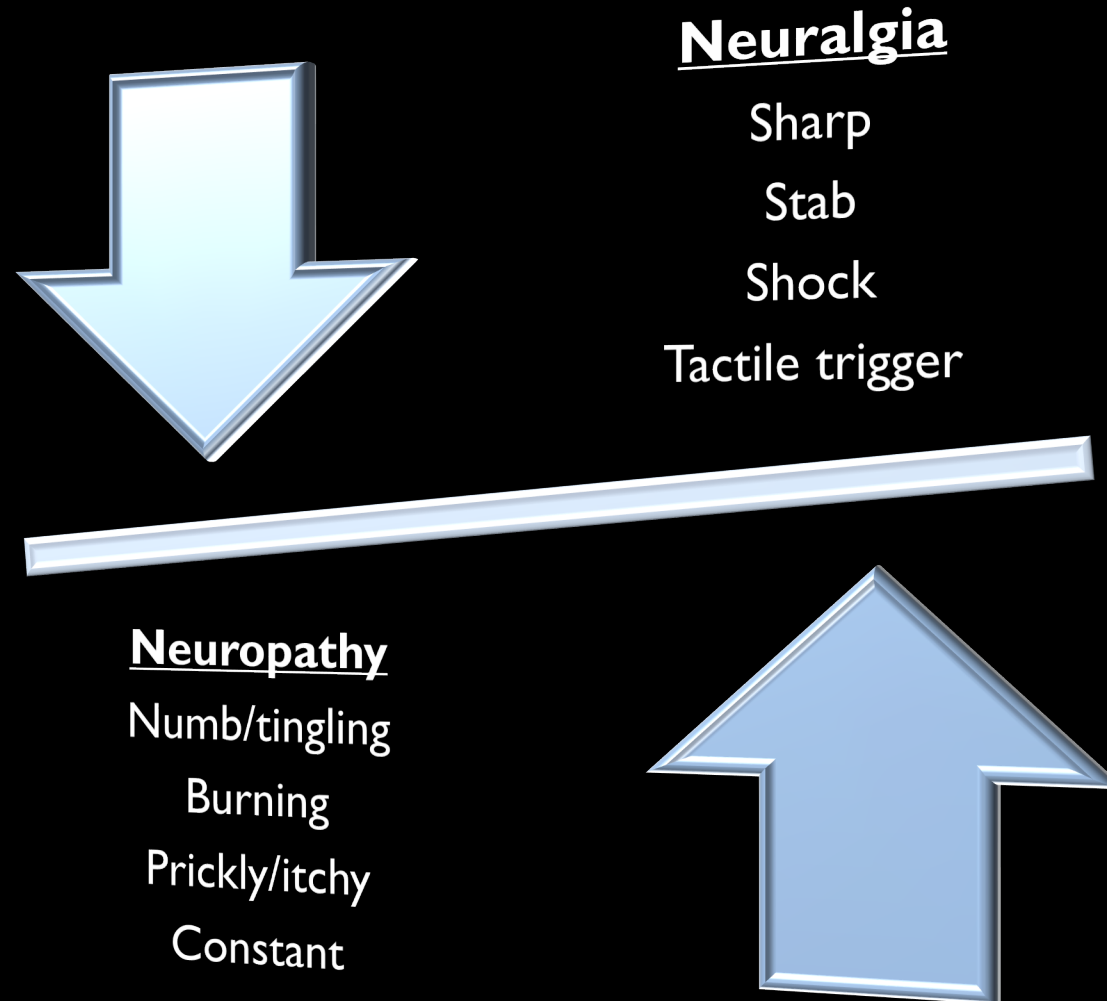 Neuralgia
Sharp
Stab
Shock
Tactile trigger
Neuropathy
Numb/tingling
Burning
Prickly/itchy
Constant